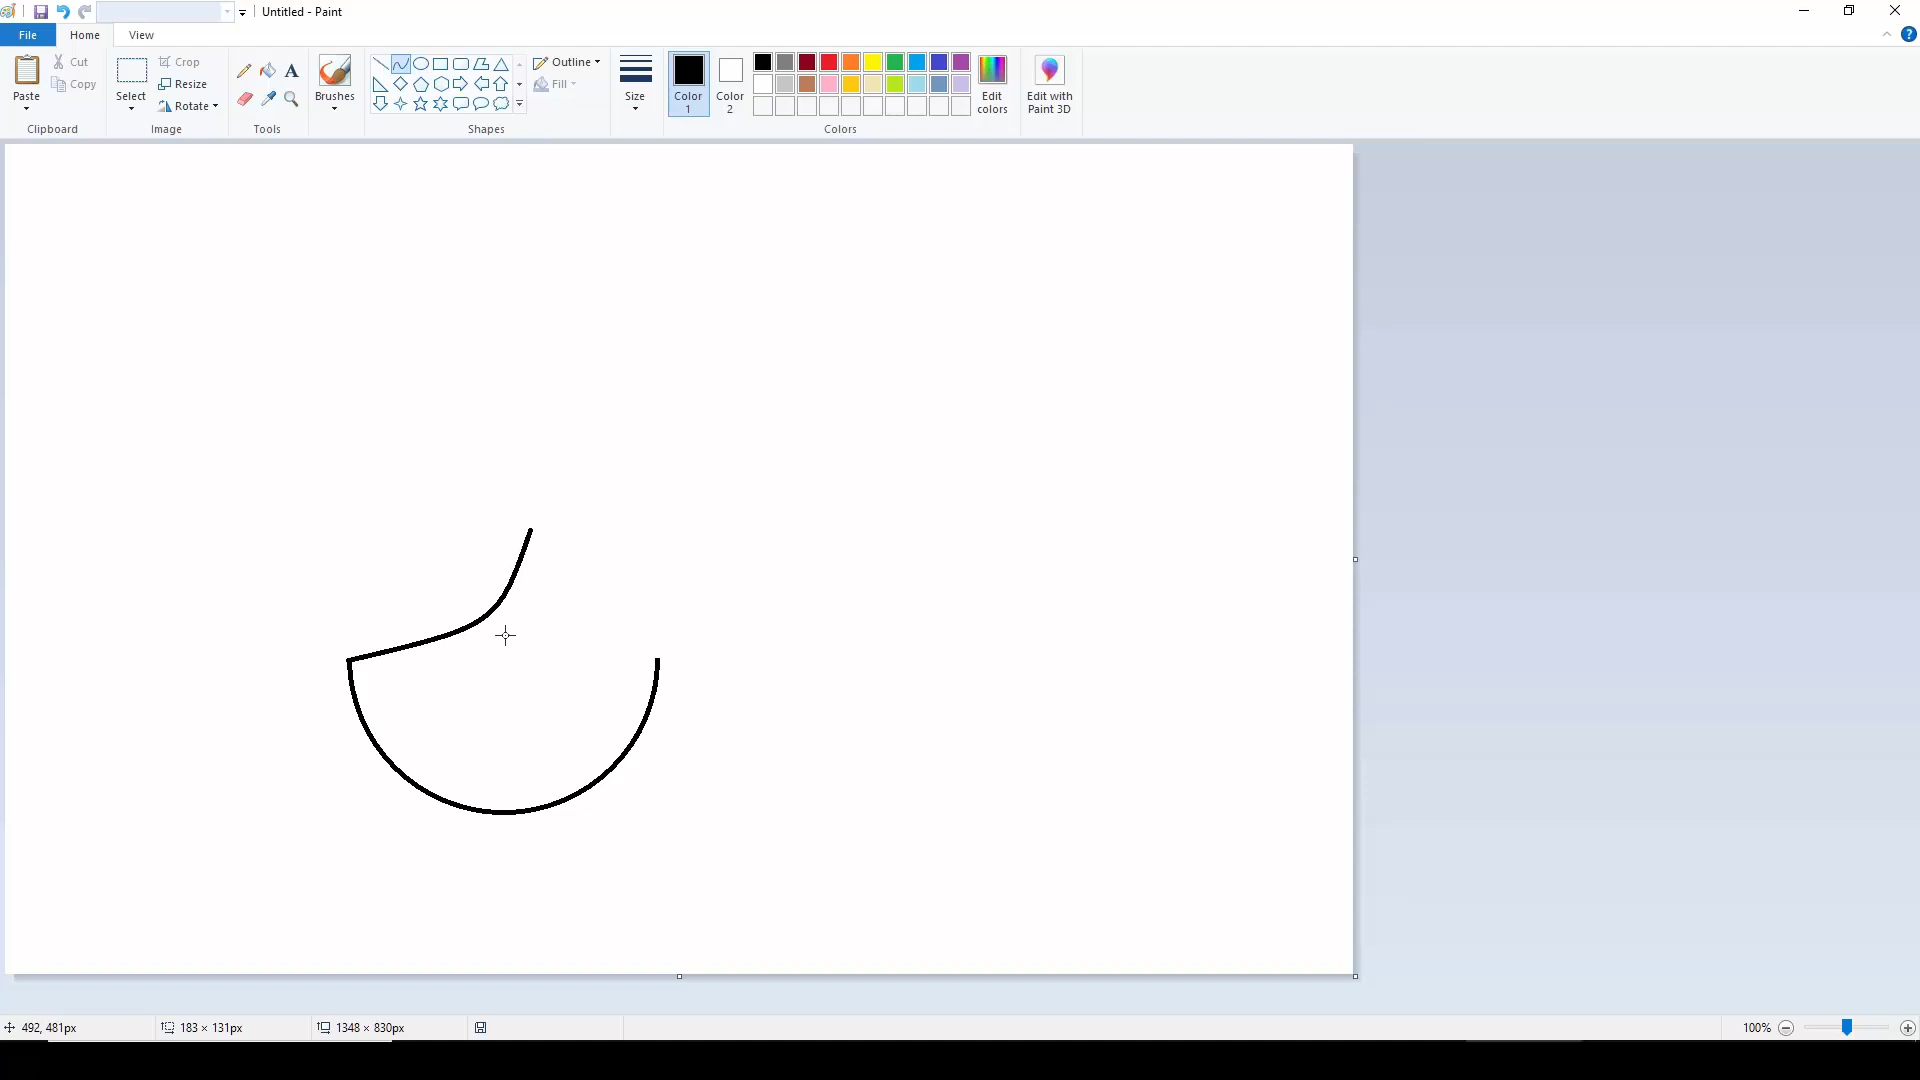 Untitled - Paint
File Home View
Paste Cut Copy
Clipboard
Select Crop Resize Rotate
Image
A
Tools
Brushes
Outline Fill
Shapes
Size
Color 1
Color 2
Edit colors
Colors
Edit with Paint 3D
?
492, 481px 183 × 131px 1348 × 830px 100%